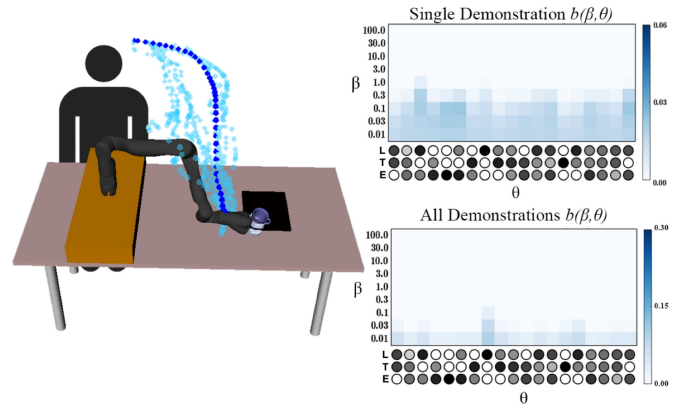 Single Demonstration b(β,θ)
100.0
30.0
10.0
3.0
1.0
0.3
0.1
0.03
0.01
β
0.06
0.03
0.00
L
T
E
θ
All Demonstrations b(β,θ)
100.0
30.0
10.0
3.0
1.0
0.3
0.1
0.03
0.01
β
0.30
0.15
0.00
L
T
E
θ